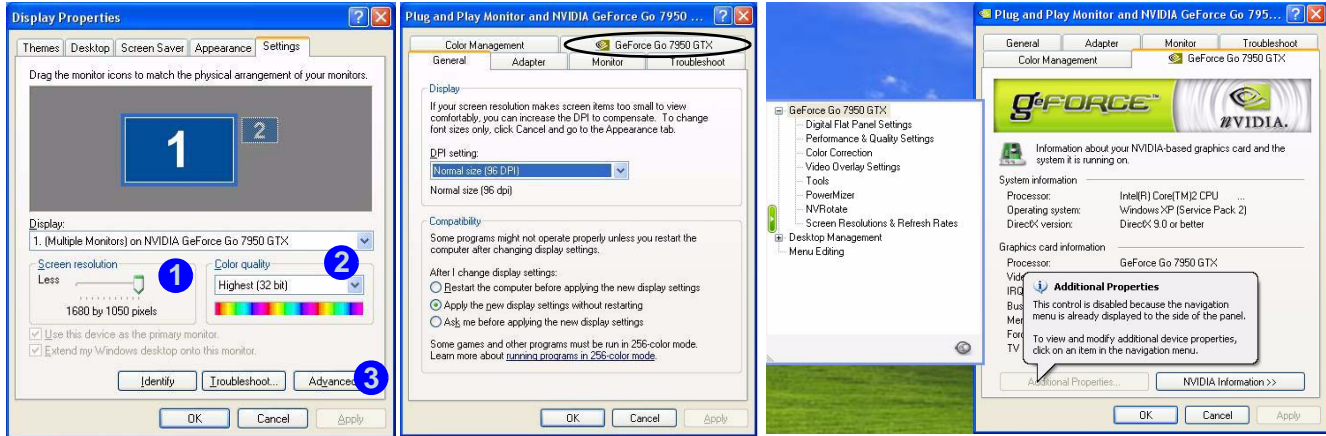 Display Properties
Themes Desktop Screen Saver Appearance Settings
Drag the monitor icons to match the physical arrangement of your monitors.
1
2
Display:
1. (Multiple Monitors) on NVIDIA GeForce Go 7950 GTX
Screen resolution
Less
1680 by 1050 pixels
1
Color quality
2
Highest (32 bit)
Use this device as the primary monitor.
Extend my Windows desktop onto this monitor.
Identify Troubleshoot... Advanced
3
OK Cancel Apply
Plug and Play Monitor and NVIDIA GeForce Go 7950 ...
Color Management GeForce Go 7950 GTX
General Adapter Monitor Troubleshoot
Display
If your screen resolution makes screen items too small to view
comfortably, you can increase the DPI to compensate. To change
font sizes only, click Cancel and go to the Appearance tab.
DPI setting:
Normal size (96 DPI)
Normal size (96 dpi)
Compatibility
Some programs might not operate properly unless you restart the
computer after changing display settings.
After I change display settings:
Restart the computer before applying the new display settings
Apply the new display settings without restarting
Ask me before applying the new display settings
Some games and other programs must be run in 256-color mode.
Learn more about running programs in 256-color mode.
OK Cancel Apply
GeForce Go 7950 GTX
Digital Flat Panel Settings
Performance & Quality Settings
Color Correction
Video Overlay Settings
Tools
PowerMizer
NVRotate
Screen Resolutions & Refresh Rates
Desktop Management
Menu Editing
Plug and Play Monitor and NVIDIA GeForce Go 795...
General Adapter Monitor Troubleshoot
Color Management GeForce Go 7950 GTX
GeFORCE™
NVIDIA.
Information about your NVIDIA-based graphics card and the
system it is running on.
System information
Processor: Intel(R) Core(TM)2 CPU ...
Operating system: Windows XP (Service Pack 2)
DirectX version: DirectX 9.0 or better
Graphics card information
Processor: GeForce Go 7950 GTX
IRQ
Bus
TV
Additional Properties
This control is disabled because the navigation
menu is already displayed to the side of the panel.
To view and modify additional device properties,
click on an item in the navigation menu.
Additional Properties... NVIDIA Information >>
OK Cancel Apply